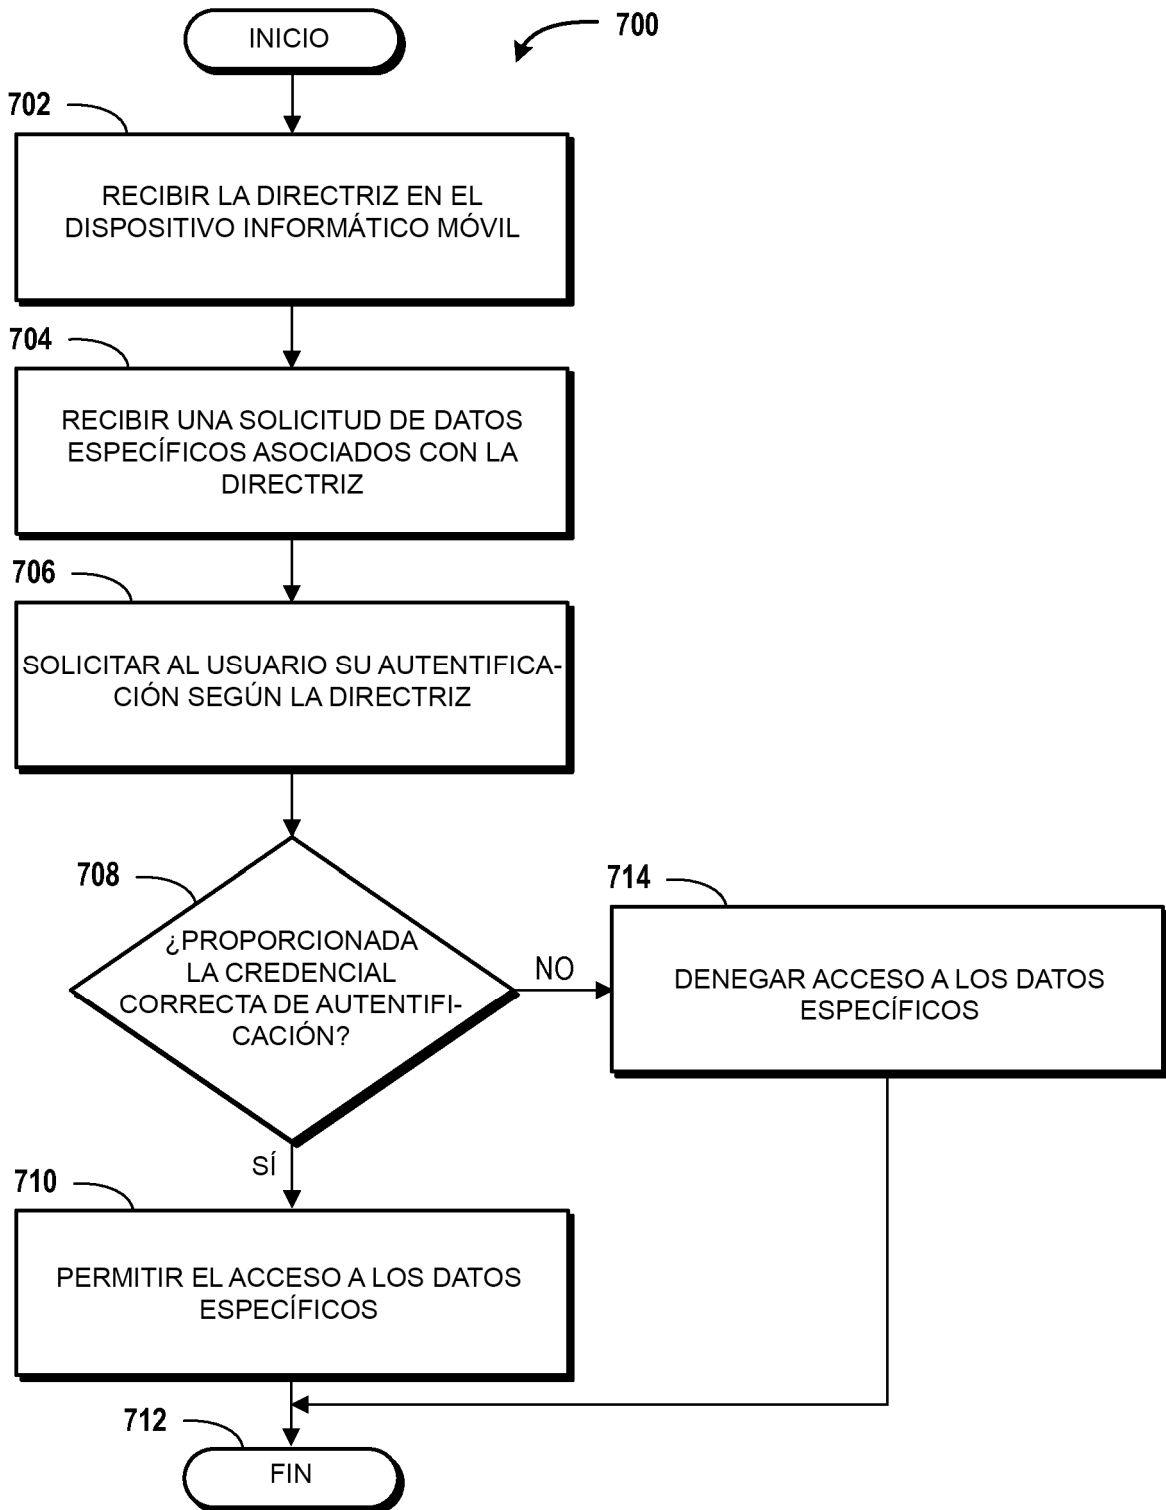 INICIO
700
702
RECIBIR LA DIRECTRIZ EN EL
DISPOSITIVO INFORMÁTICO MÓVIL
704
RECIBIR UNA SOLICITUD DE DATOS
ESPECÍFICOS ASOCIADOS CON LA
DIRECTRIZ
706
SOLICITAR AL USUARIO SU AUTENTIFICA-
CIÓN SEGÚN LA DIRECTRIZ
708
¿PROPORCIONADA
LA CREDENCIAL
CORRECTA DE AUTENTIFI-
CACIÓN?
NO
714
DENEGAR ACCESO A LOS DATOS
ESPECÍFICOS
SÍ
710
PERMITIR EL ACCESO A LOS DATOS
ESPECÍFICOS
712
FIN